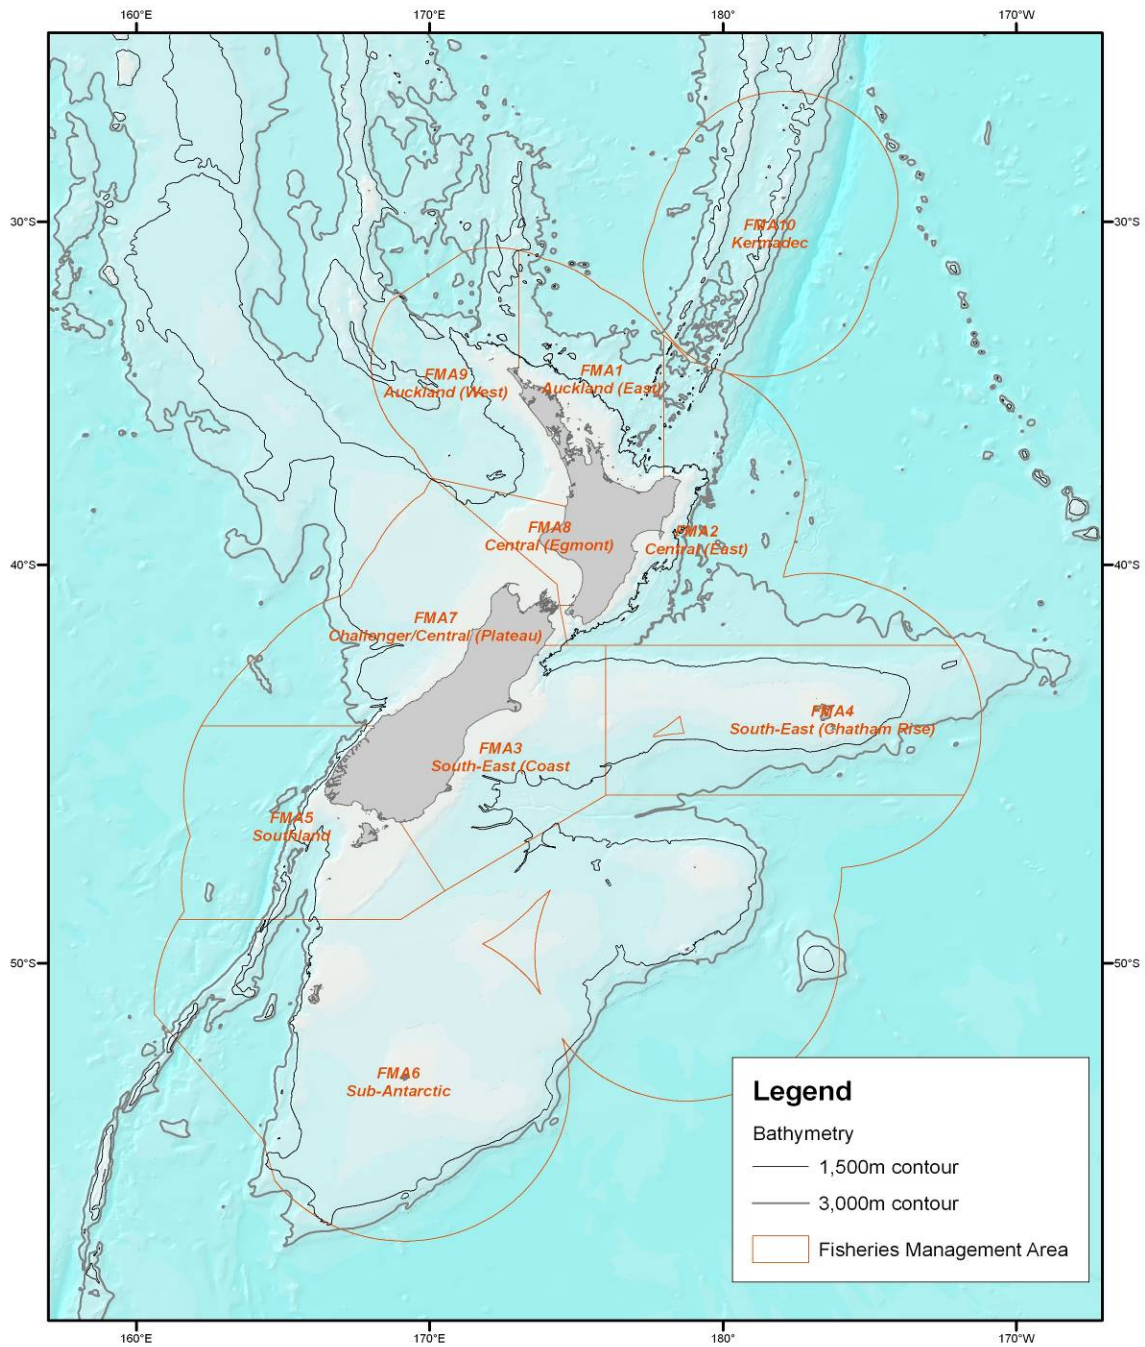 160°E 170°E 180° 170°W
30°S 30°S
FMA10
Kermadec
FMA9
Auckland (West)
FMA1
Auckland (East)
FMA8
Central (Egmont)
FMA2
Central (East)
40°S 40°S
FMA7
Challenger/Central (Plateau)
FMA4
South-East (Chatham Rise)
FMA3
South-East (Coast
FMA5
Southland
50°S 50°S
FMA6
Sub-Antarctic
Legend
Bathymetry
1,500m contour
3,000m contour
Fisheries Management Area
160°E 170°E 180° 170°W